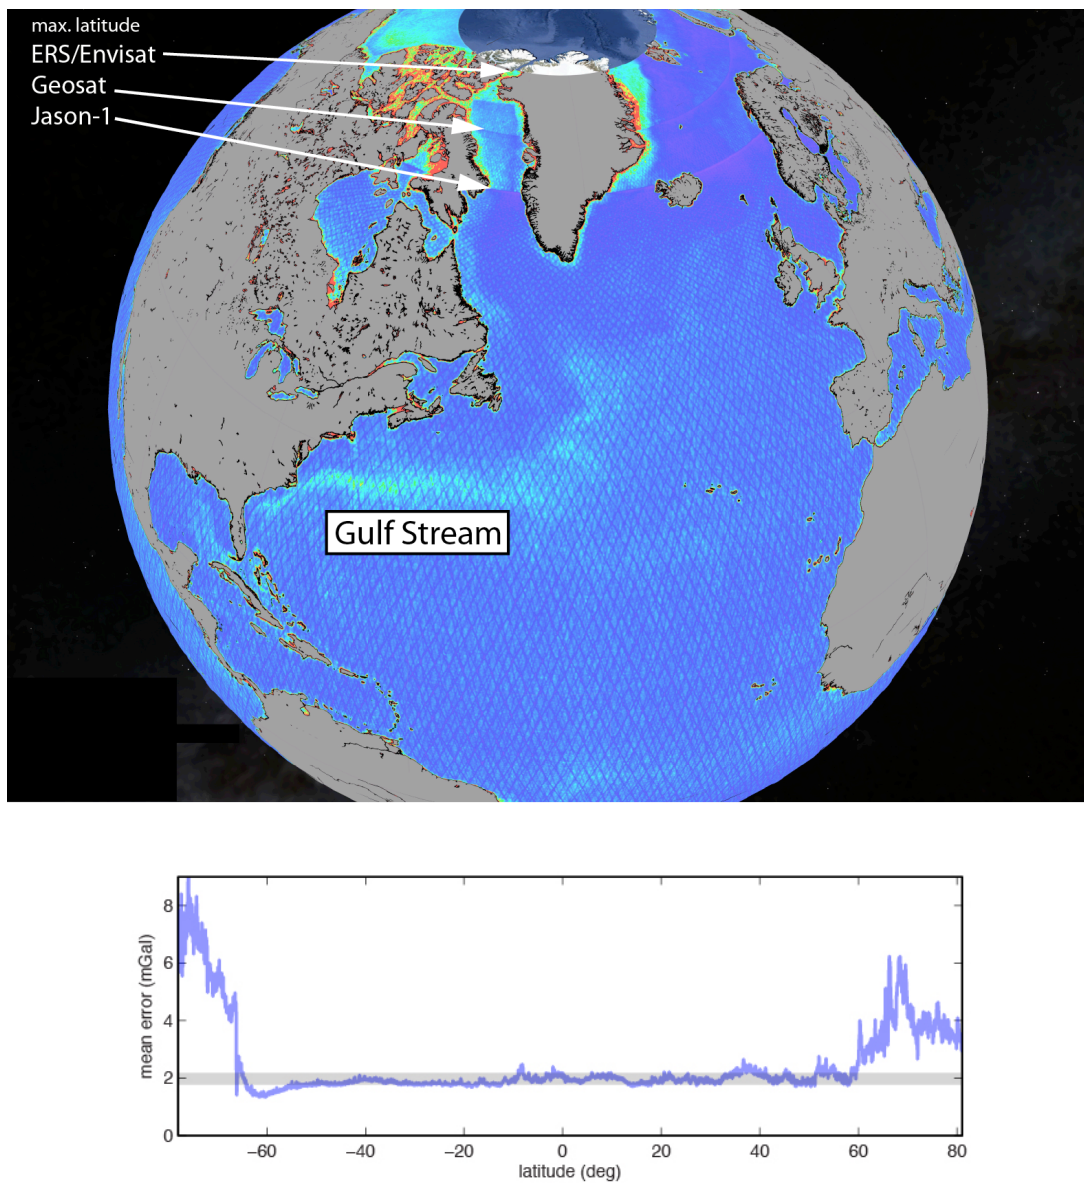 max. latitude
ERS/Envisat
Geosat
Jason-1
Gulf Stream
8
6
4
2
0
mean error (mGal)
−60 −40 −20 0 20 40 60 80
latitude (deg)